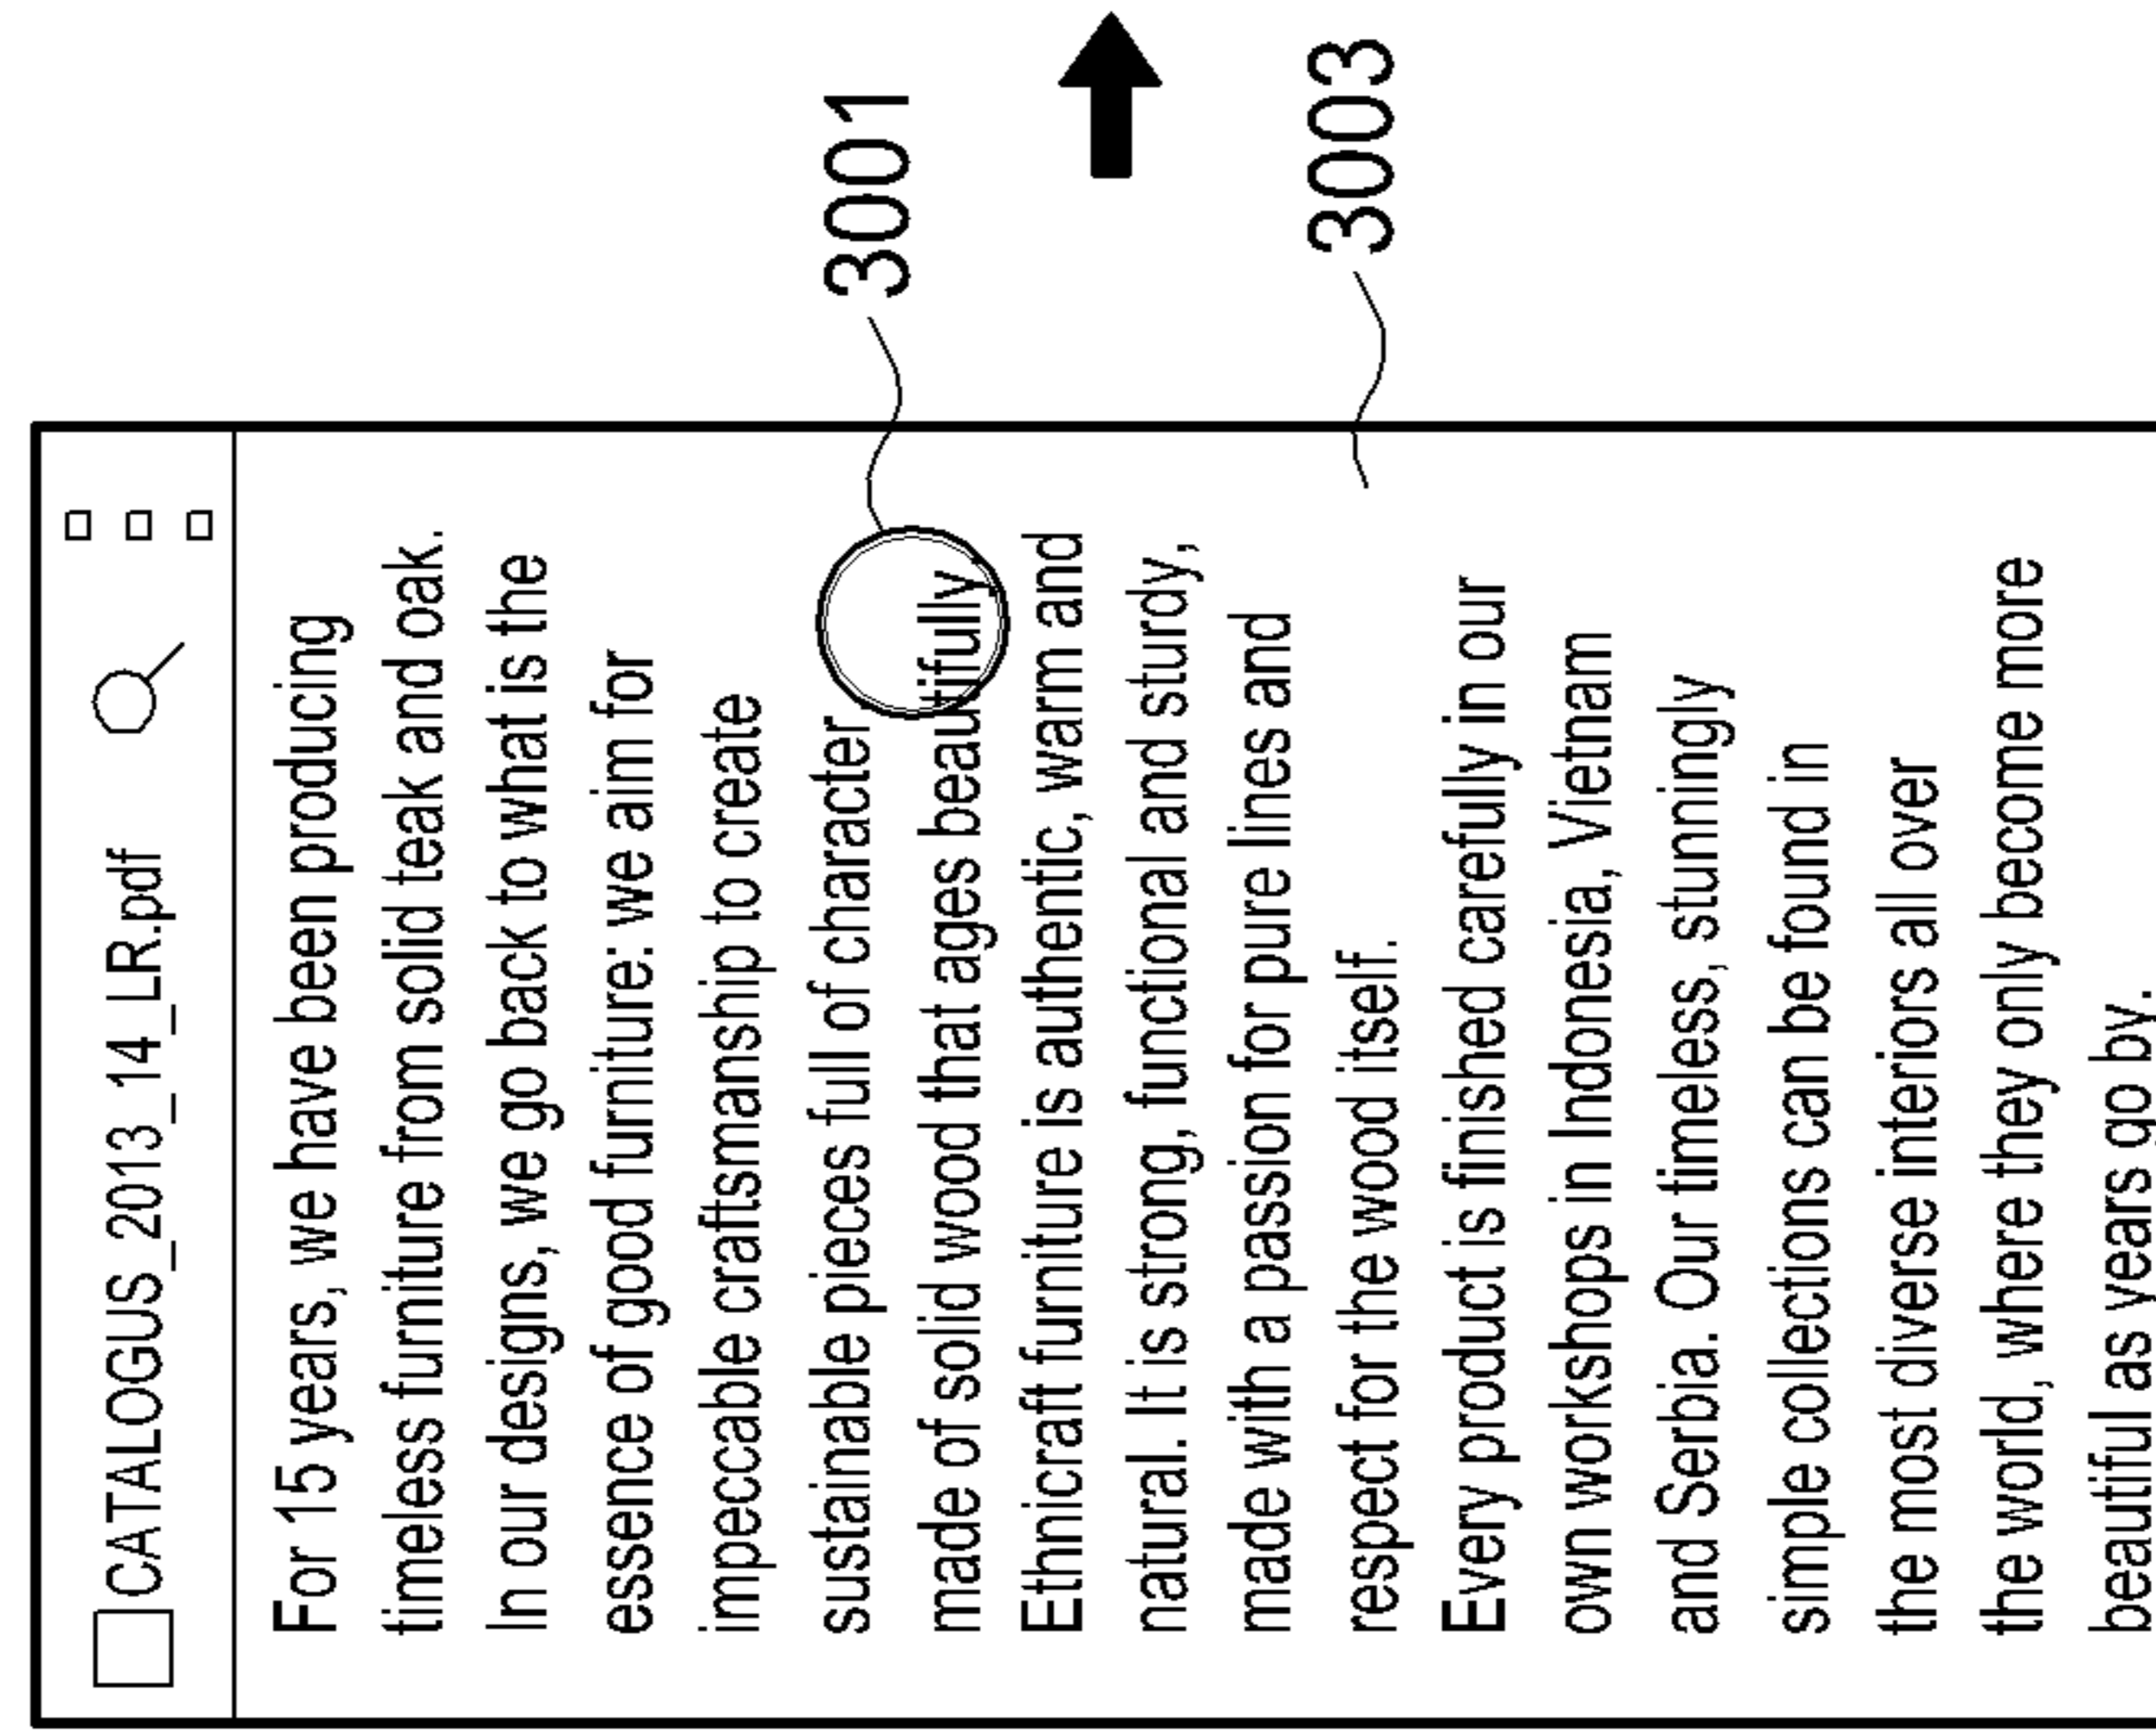 CATALOGUS_2013_14_LR.pdf
For 15 years, we have been producing
timeless furniture from solid teak and oak.
In our designs, we go back to what is the
essence of good furniture: we aim for
impeccable craftsmanship to create
sustainable pieces full of character
made of solid wood that ages beautifully.
Ethnicraft furniture is authentic, warm and
natural. It is strong, functional and sturdy,
made with a passion for pure lines and
respect for the wood itself.
Every product is finished carefully in our
own workshops in Indonesia, Vietnam
and Serbia. Our timeless, stunningly
simple collections can be found in
the most diverse interiors all over
the world, where they only become more
beautiful as years go by.
3001
3003